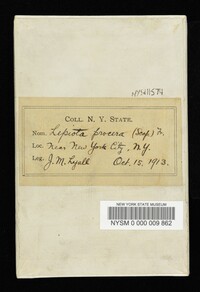 NYSf1579
COLL. N. Y. STATE.
Nom. Lepiota procera (Scop.) Fr.
Loc. Near New York City, N.Y.
Leg. J. M. Lyall Oct. 15, 1913.
NEW YORK STATE MUSEUM
NYSM 0 000 009 862